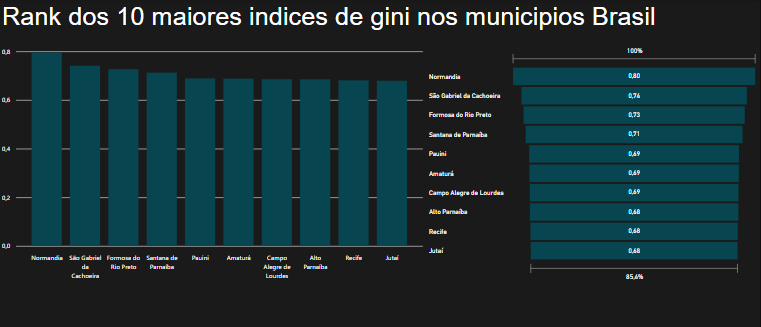 Rank dos 10 maiores indices de gini nos municipios Brasil
0,8
0,6
0,4
0,2
0,0
Normandia
São Gabriel
da
Cachoeira
Formosa do
Rio Preto
Santana de
Parnaíba
Pauini
Amaturá
Campo
Alegre de
Lourdes
Alto
Parnaíba
Recife
Jutaí
100%
Normandia 0,80
São Gabriel da Cachoeira 0,74
Formosa do Rio Preto 0,73
Santana de Parnaíba 0,71
Pauini 0,69
Amaturá 0,69
Campo Alegre de Lourdes 0,69
Alto Parnaíba 0,68
Recife 0,68
Jutaí 0,68
85,4%